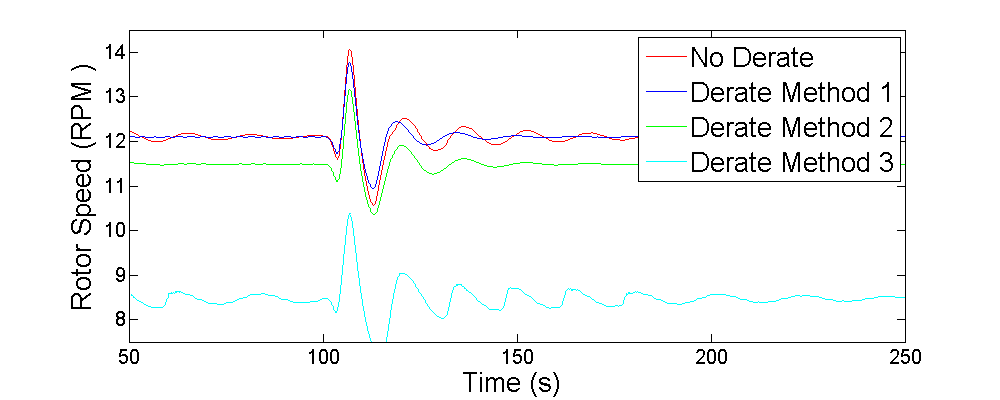 14
13
12
11
10
9
8
50
100
150
200
250
Rotor Speed (RPM )
Time (s)
No Derate
Derate Method 1
Derate Method 2
Derate Method 3